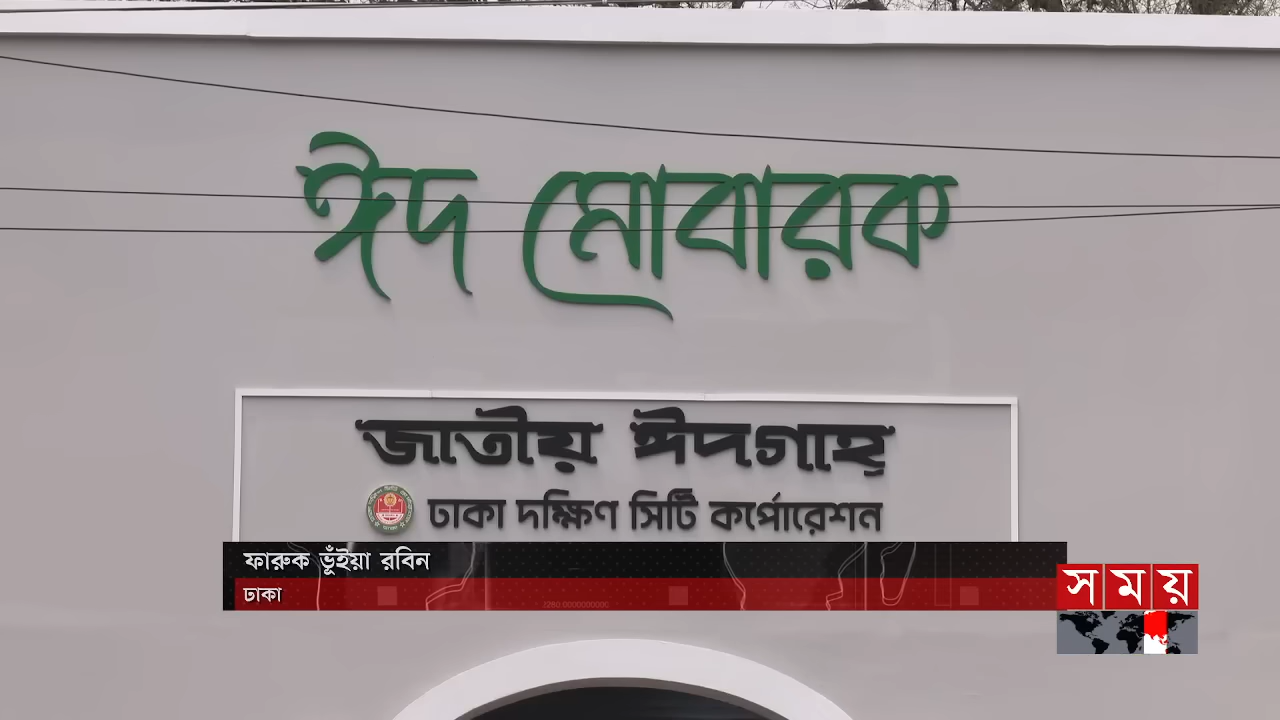 ঈদ মোবারক
জাতীয় ঈদগাহ্
ঢাকা দক্ষিণ সিটি কর্পোরেশন
ফারুক ভূঁইয়া রবিন
ঢাকা
সময়